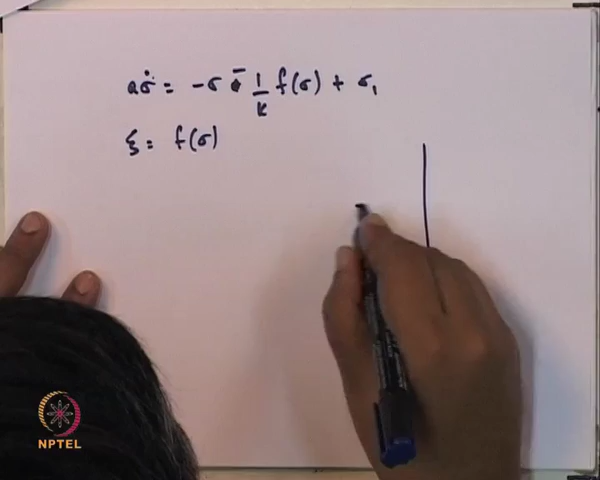 aσ̇ = -σ - 1/k f(σ) + σ₁
ξ = f(σ)
NPTEL